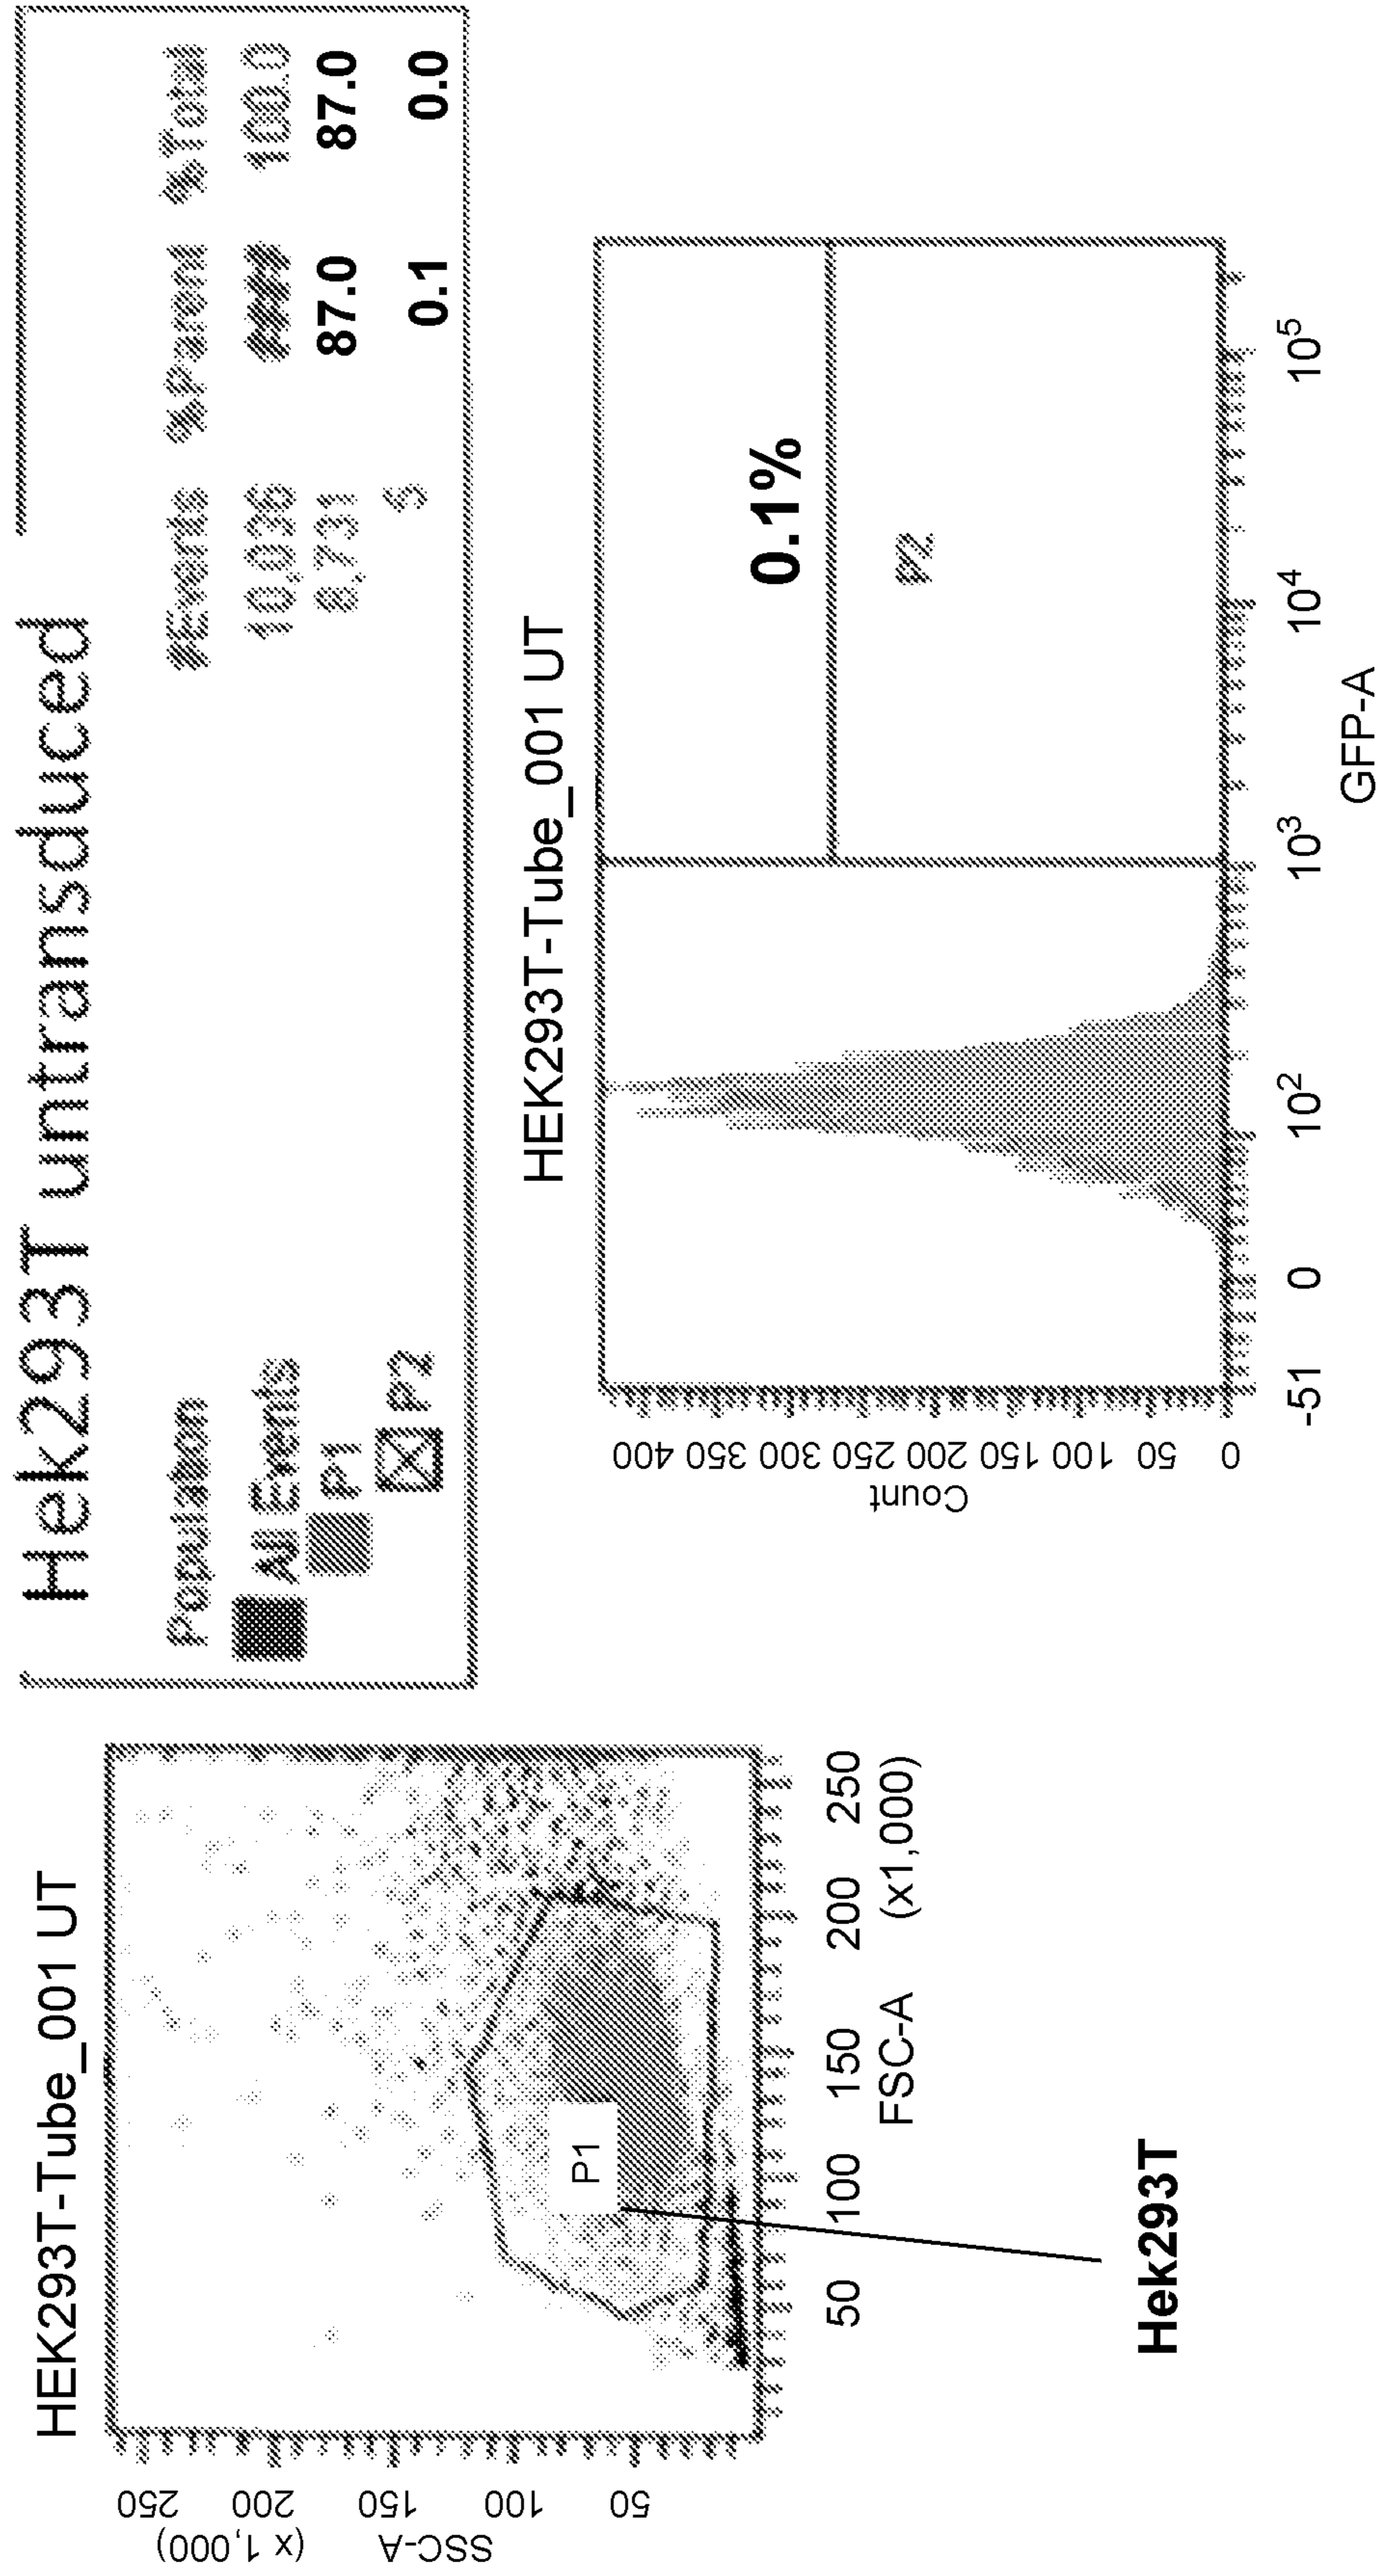 HEK293T-Tube_001 UT
SSC-A
(x 1,000)
250
200
150
100
50
P1
50 100 150 200 250
FSC-A (x1,000)
Hek293T
Hek293T untransduced
Population #Events %Parent %Total
All Events 10,036 100.0
P1 8,731 87.0 87.0
P2 5 0.1 0.0
HEK293T-Tube_001 UT
Count
400
350
300
250
200
150
100
50
0
0.1%
P2
-51 0 10² 10³ 10⁴ 10⁵
GFP-A